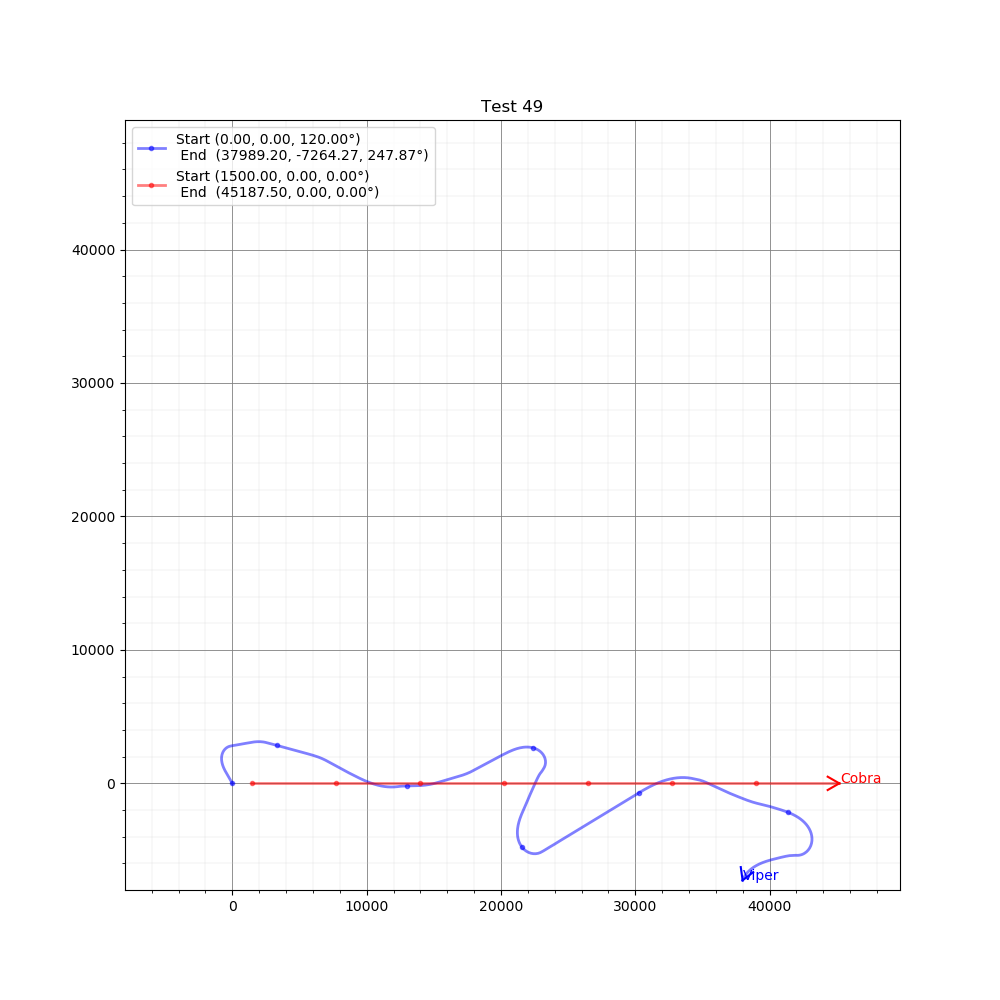 Test 49
Start (0.00, 0.00, 120.00°)
End (37989.20, -7264.27, 247.87°)
Start (1500.00, 0.00, 0.00°)
End (45187.50, 0.00, 0.00°)
40000
30000
20000
10000
0
Cobra
Viper
0 10000 20000 30000 40000